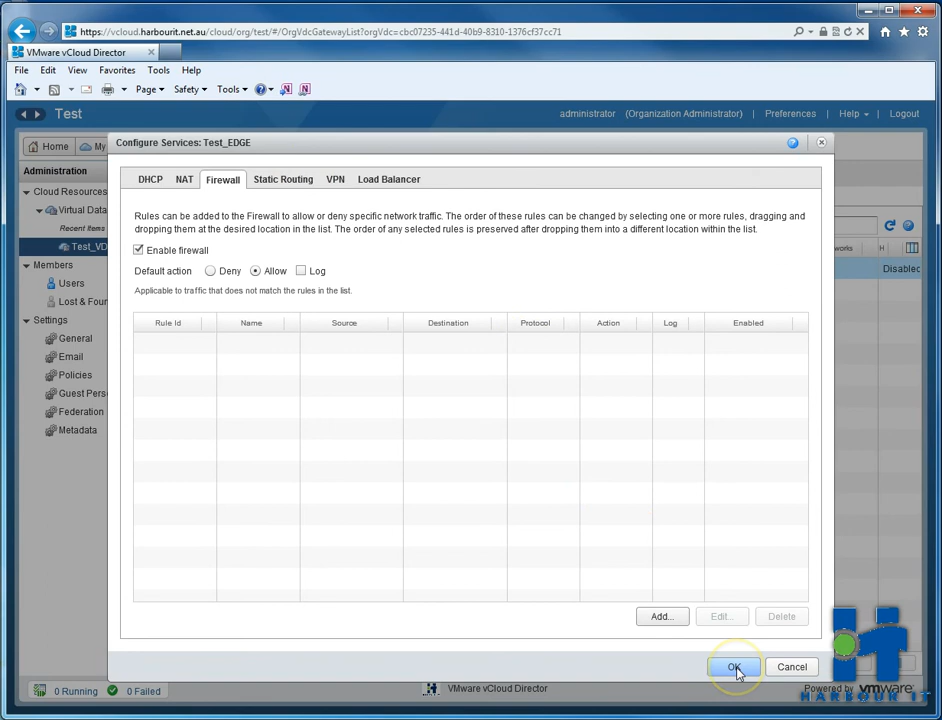 https://vcloud.harbourit.net.au/cloud/org/test/#/OrgVdcGatewayList?orgVdc=cbc07235-441d-40b9-8310-1376cf37cc71
VMware vCloud Director
File Edit View Favorites Tools Help
Page Safety Tools
Test
administrator (Organization Administrator) | Preferences | Help | Logout
Home My
Configure Services: Test_EDGE
Administration
Cloud Resources
Virtual Data
Recent Items
Test_VD
Members
Users
Lost & Foun
Settings
General
Email
Policies
Guest Pers
Federation
Metadata
DHCP NAT Firewall Static Routing VPN Load Balancer
Rules can be added to the Firewall to allow or deny specific network traffic. The order of these rules can be changed by selecting one or more rules, dragging and
dropping them at the desired location in the list. The order of any selected rules is preserved after dropping them into a different location within the list.
Enable firewall
Default action Deny Allow Log
Applicable to traffic that does not match the rules in the list.
Rule Id Name Source Destination Protocol Action Log Enabled
works H
Disabled
Add... Edit... Delete
OK Cancel
0 Running 0 Failed
VMware vCloud Director
Powered by vmware
HARBOUR IT